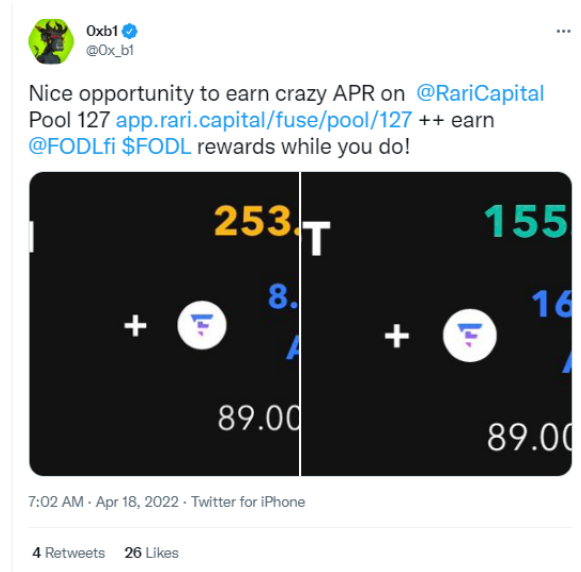 0xb1
@0x_b1
Nice opportunity to earn crazy APR on @RariCapital
Pool 127 app.rari.capital/fuse/pool/127 ++ earn
@FODLfi $FODL rewards while you do!
253.
T
155
+
8.
+
16
89.00
89.00
7:02 AM · Apr 18, 2022 · Twitter for iPhone
4 Retweets 26 Likes